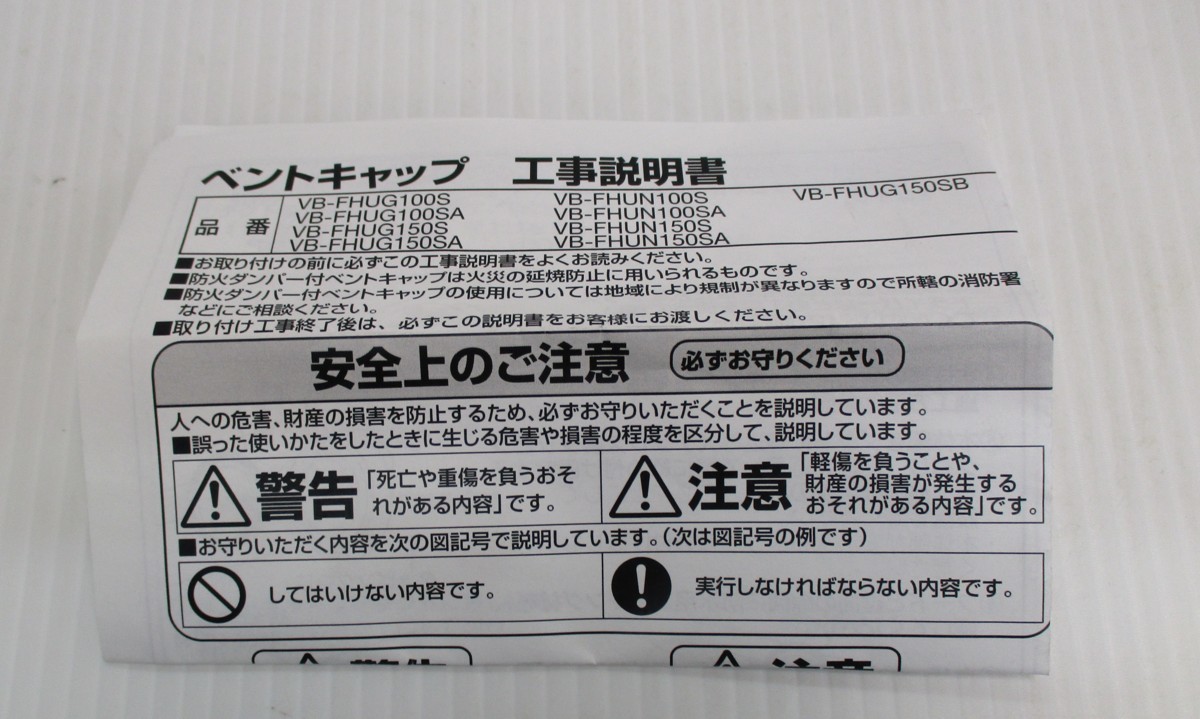 ベントキャップ 工事説明書
品番
VB-FHUG100S VB-FHUN100S VB-FHUG150SB
VB-FHUG100SA VB-FHUN100SA
VB-FHUG150S VB-FHUN150S
VB-FHUG150SA VB-FHUN150SA
■お取り付けの前に必ずこの工事説明書をよくお読みください。
■防火ダンパー付ベントキャップは火災の延焼防止に用いられるものです。
■防火ダンパー付ベントキャップの使用については地域により規制が異なりますので所轄の消防署
などにご相談ください。
■取り付け工事終了後は、必ずこの説明書をお客様にお渡しください。
安全上のご注意 必ずお守りください
人への危害、財産の損害を防止するため、必ずお守りいただくことを説明しています。
■誤った使いかたをしたときに生じる危害や損害の程度を区分して、説明しています。
警告 「死亡や重傷を負うおそ
れがある内容」です。
注意 「軽傷を負うことや、
財産の損害が発生する
おそれがある内容」です。
■お守りいただく内容を次の図記号で説明しています。(次は図記号の例です)
してはいけない内容です。
実行しなければならない内容です。
警告 注意